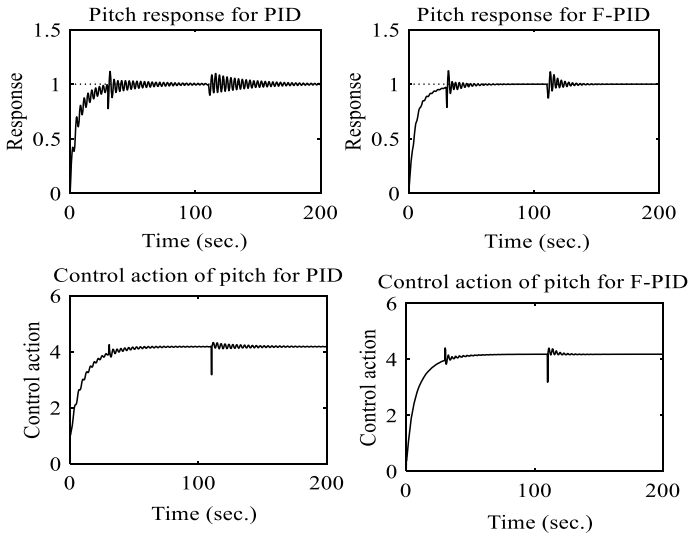 Pitch response for PID
1.5
1
0.5
0
Response
0 100 200
Time (sec.)
Pitch response for F-PID
1.5
1
0.5
0
Response
0 100 200
Time (sec.)
Control action of pitch for PID
6
4
2
0
Control action
0 100 200
Time (sec.)
Control action of pitch for F-PID
6
4
2
0
Control action
0 100 200
Time (sec.)